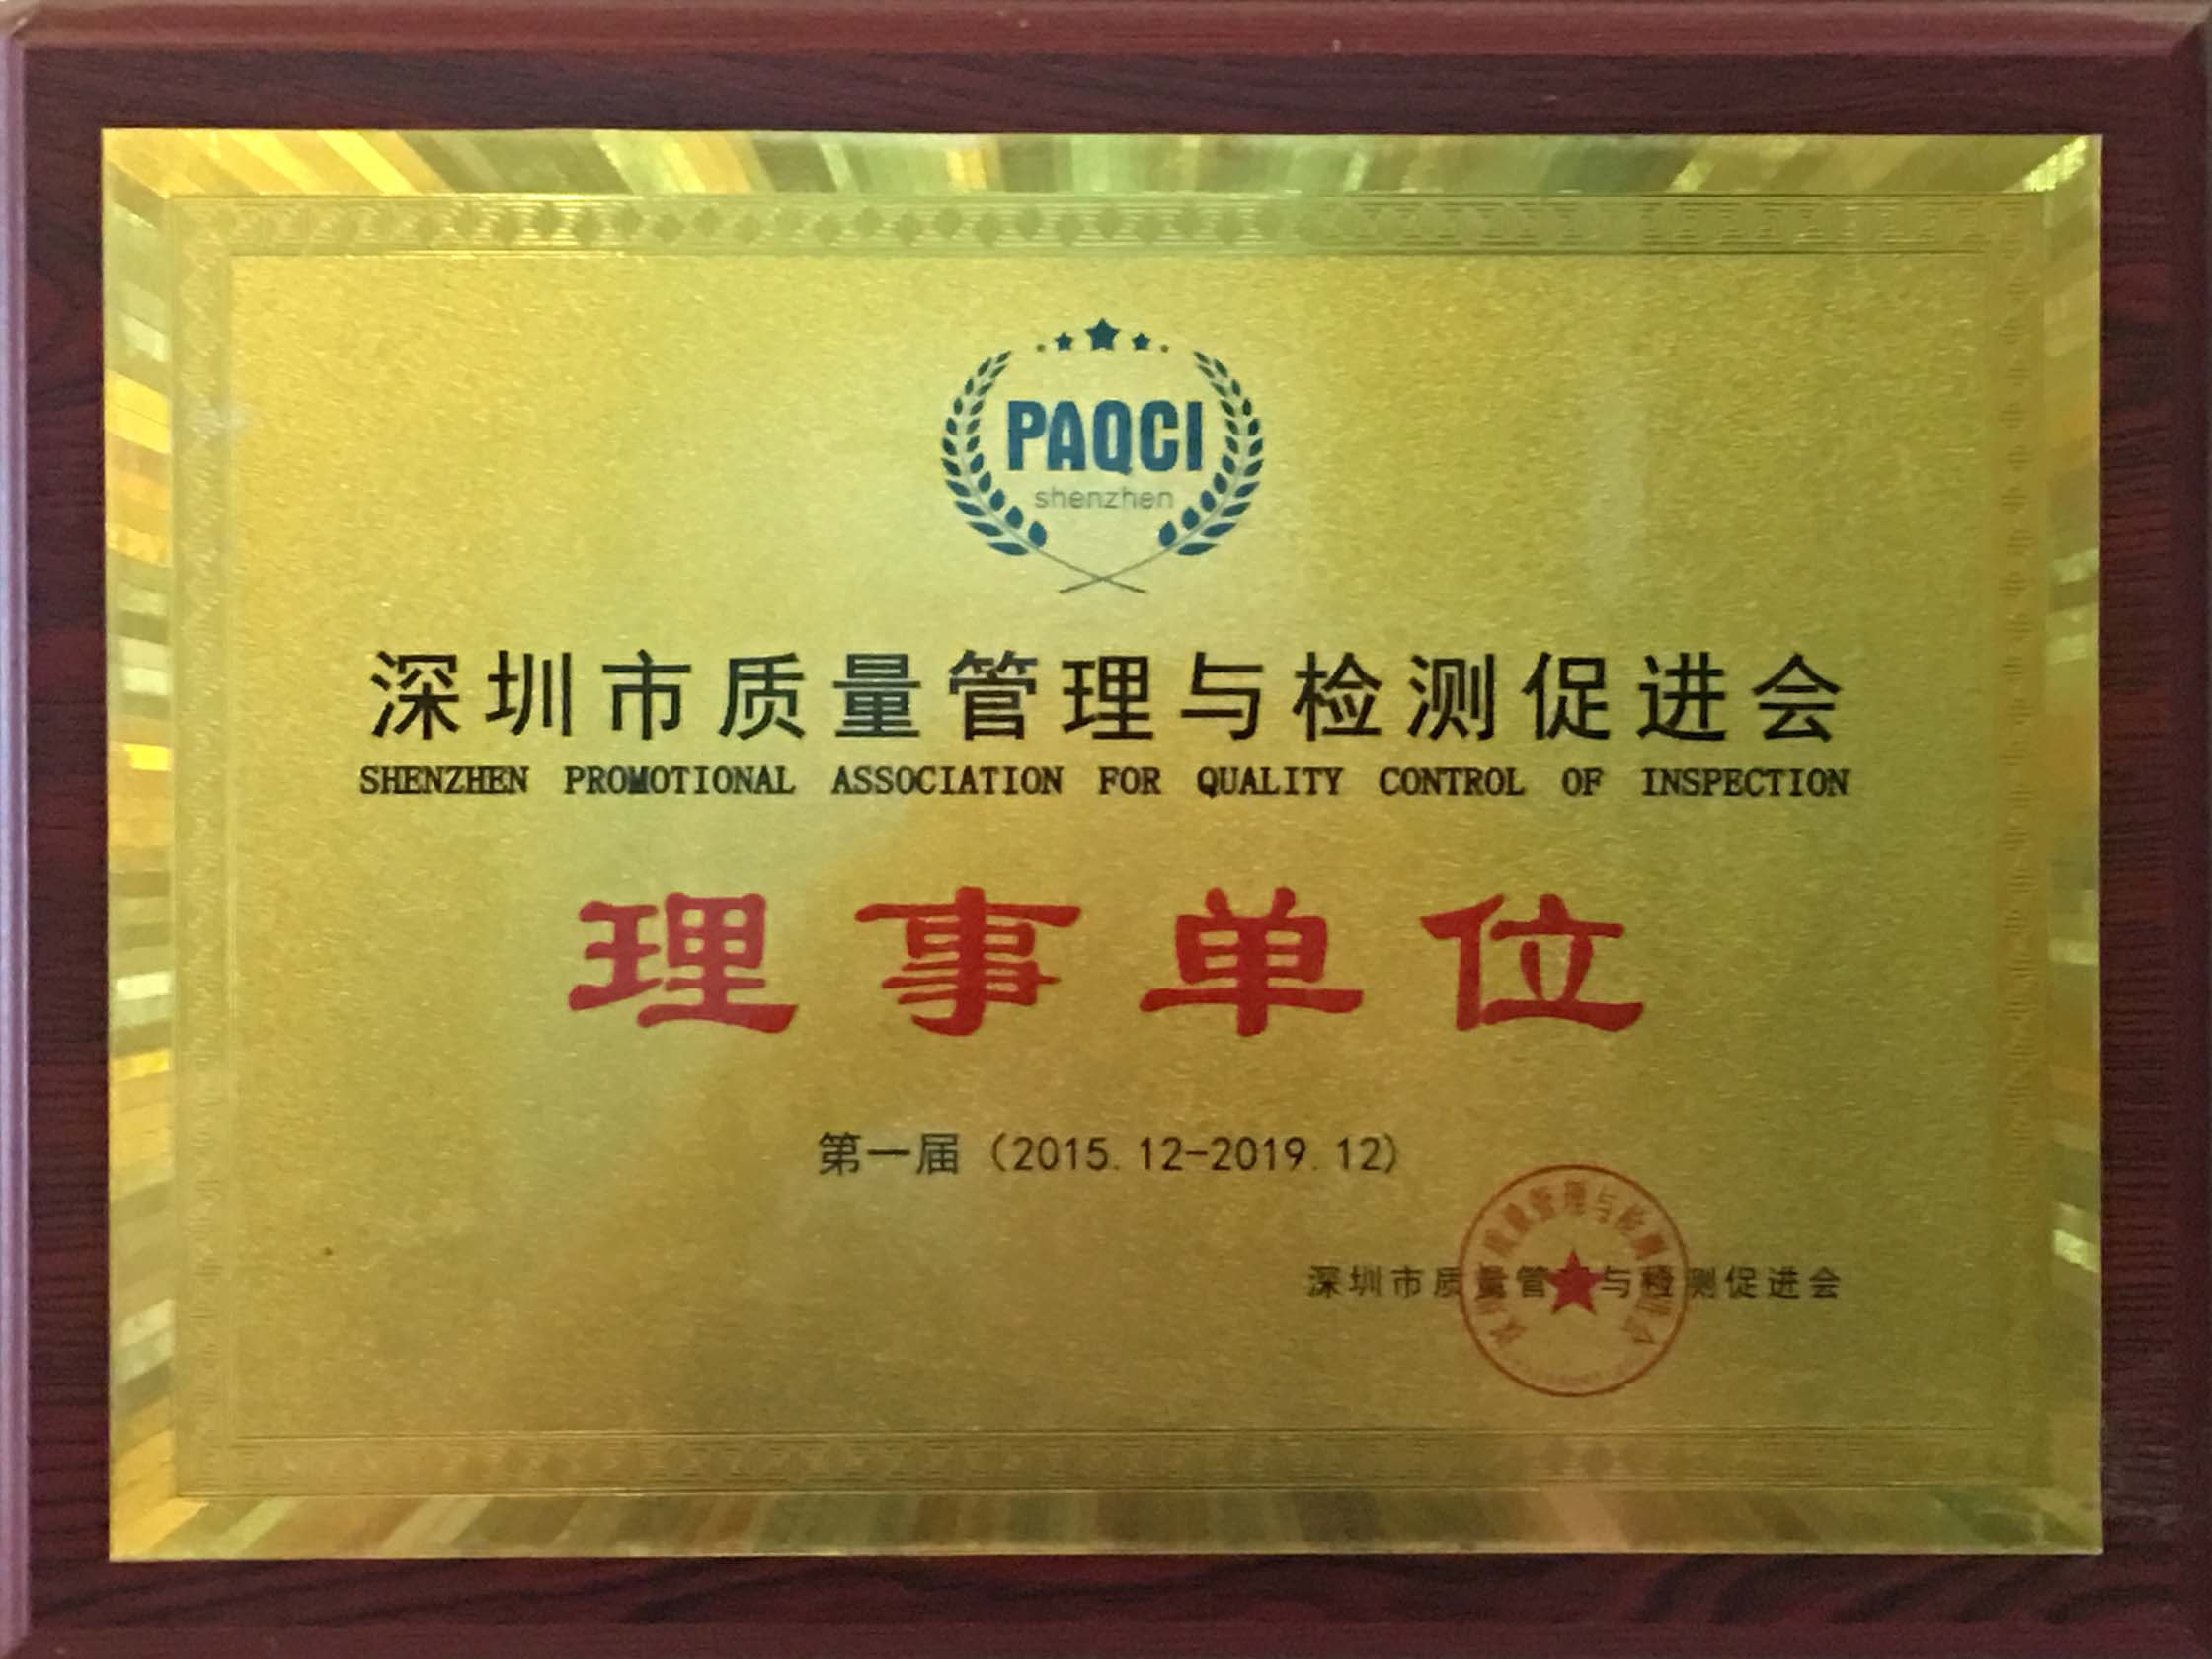 PAQCI
shenzhen
深圳市质量管理与检测促进会
SHENZHEN PROMOTIONAL ASSOCIATION FOR QUALITY CONTROL OF INSPECTION
理事单位
第一届（2015.12-2019.12)
深圳市质量管理与检测促进会